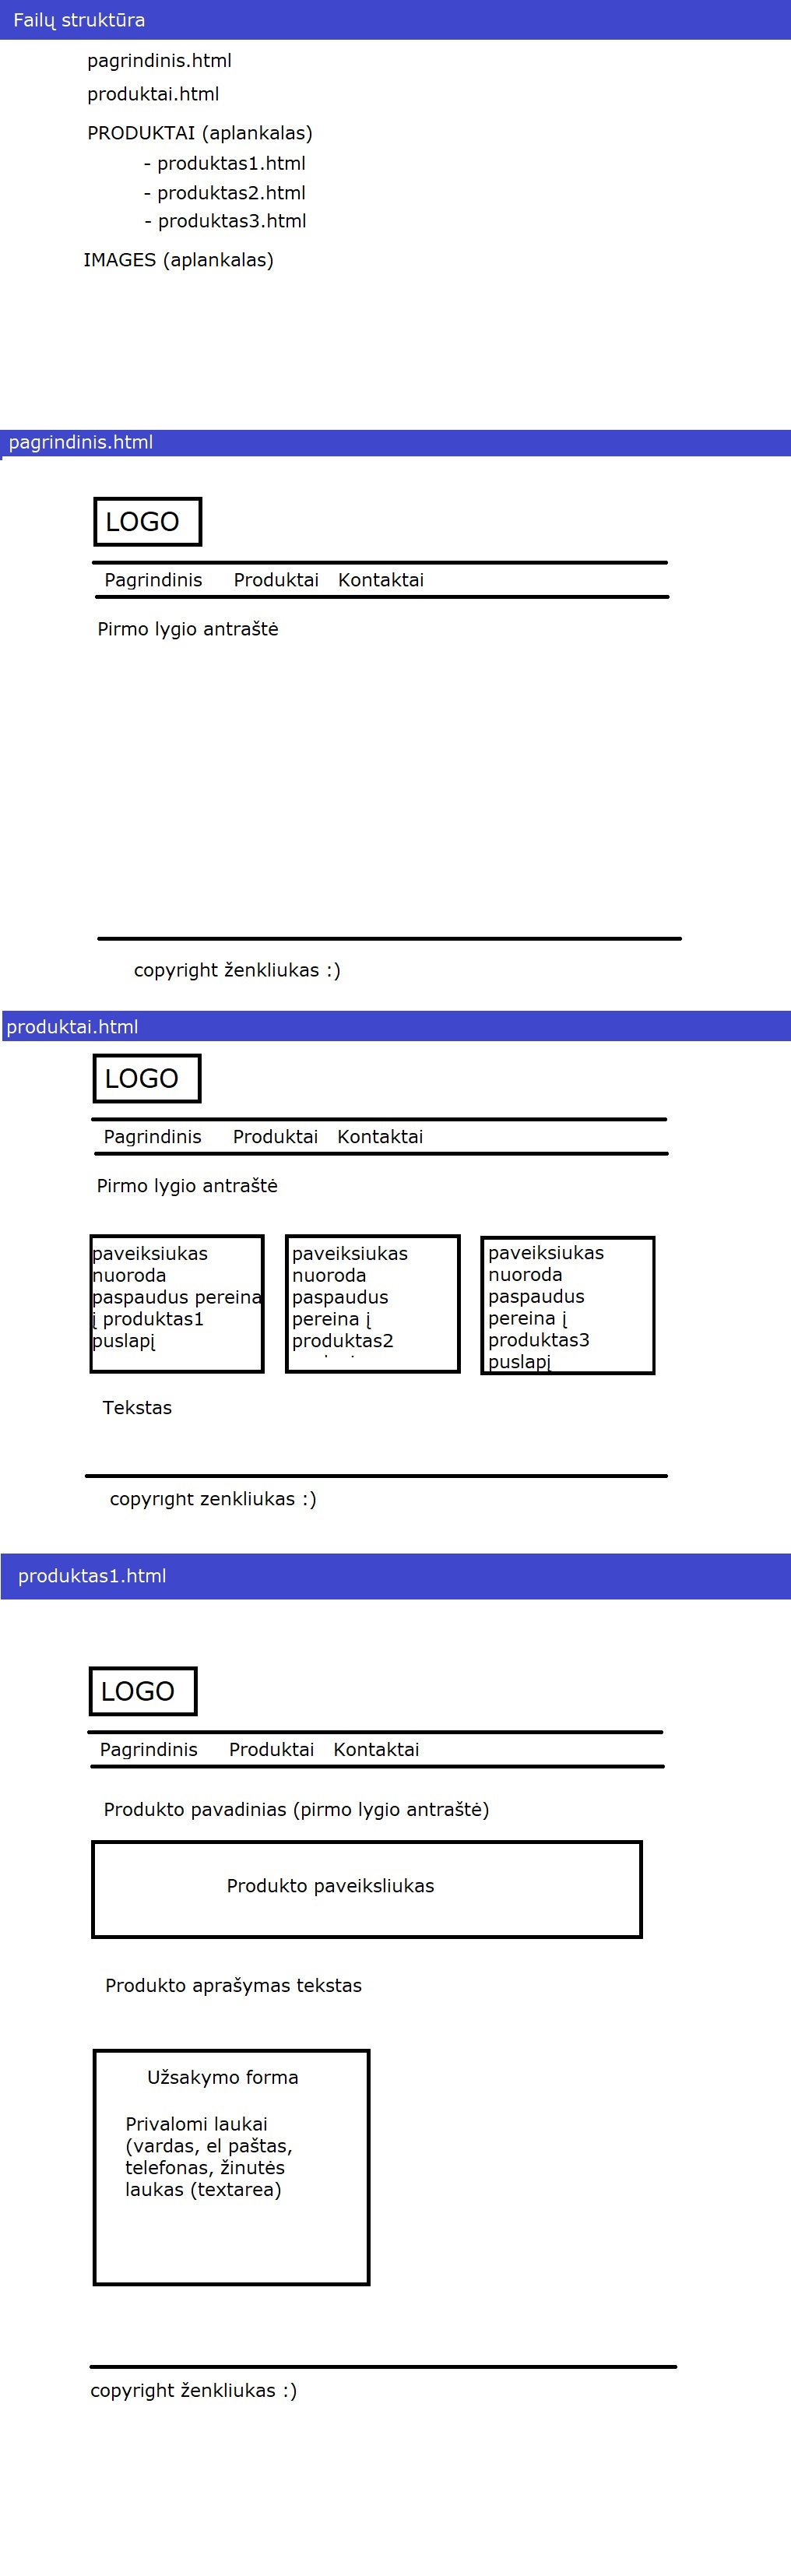 Failų struktūra
pagrindinis.html
produktai.html
PRODUKTAI (aplankalas)
- produktas1.html
- produktas2.html
- produktas3.html
IMAGES (aplankalas)
pagrindinis.html
LOGO
Pagrindinis Produktai Kontaktai
Pirmo lygio antraštė
copyright ženkliukas :)
produktai.html
LOGO
Pagrindinis Produktai Kontaktai
Pirmo lygio antraštė
paveiksiukas
nuoroda
paspaudus pereina
į produktas1
puslapį
paveiksiukas
nuoroda
paspaudus
pereina į
produktas2
paveiksiukas
nuoroda
paspaudus
pereina į
produktas3
puslapį
Tekstas
copyright zenkliukas :)
produktas1.html
LOGO
Pagrindinis Produktai Kontaktai
Produkto pavadinias (pirmo lygio antraštė)
Produkto paveiksliukas
Produkto aprašymas tekstas
Užsakymo forma
Privalomi laukai
(vardas, el paštas,
telefonas, žinutės
laukas (textarea)
copyright ženkliukas :)